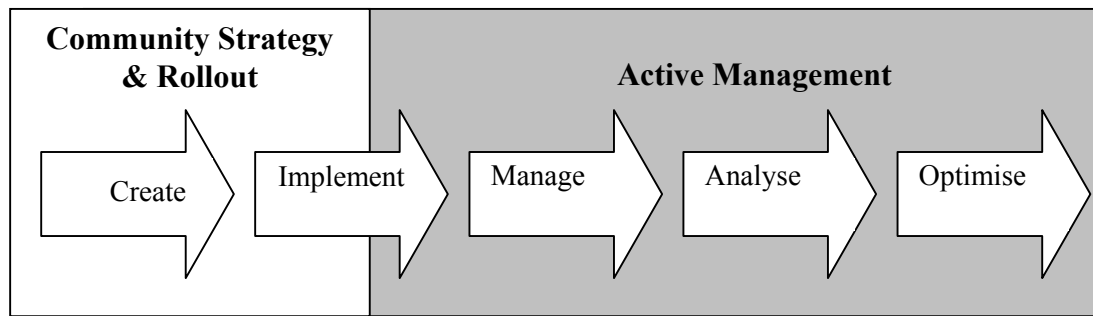 Community Strategy
& Rollout
Active Management
Create
Implement
Manage
Analyse
Optimise